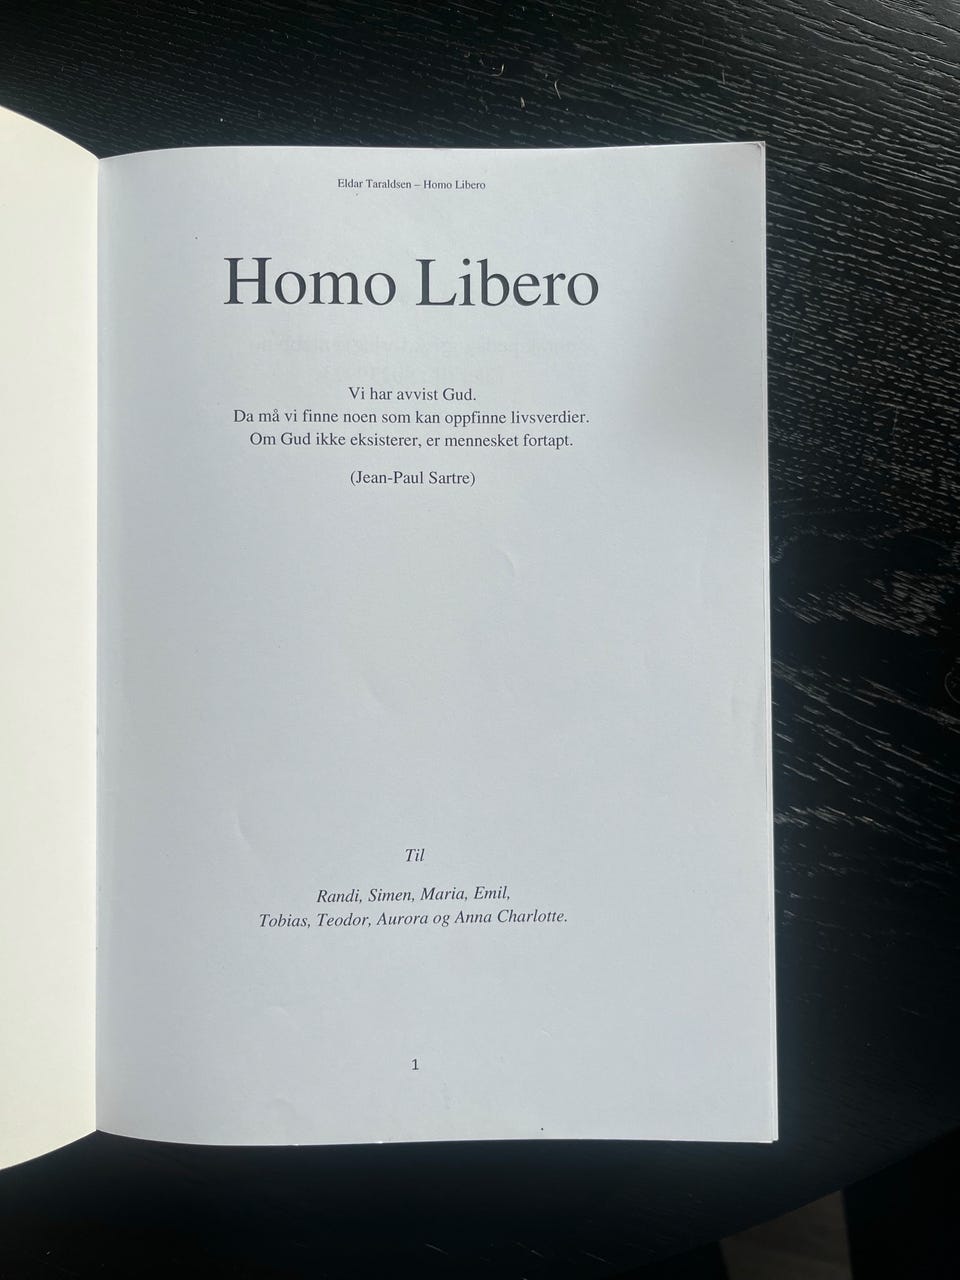 Eldar Taraldsen – Homo Libero
Homo Libero
Vi har avvist Gud.
Da må vi finne noen som kan oppfinne livsverdier.
Om Gud ikke eksisterer, er mennesket fortapt.
(Jean-Paul Sartre)
Til
Randi, Simen, Maria, Emil,
Tobias, Teodor, Aurora og Anna Charlotte.
1